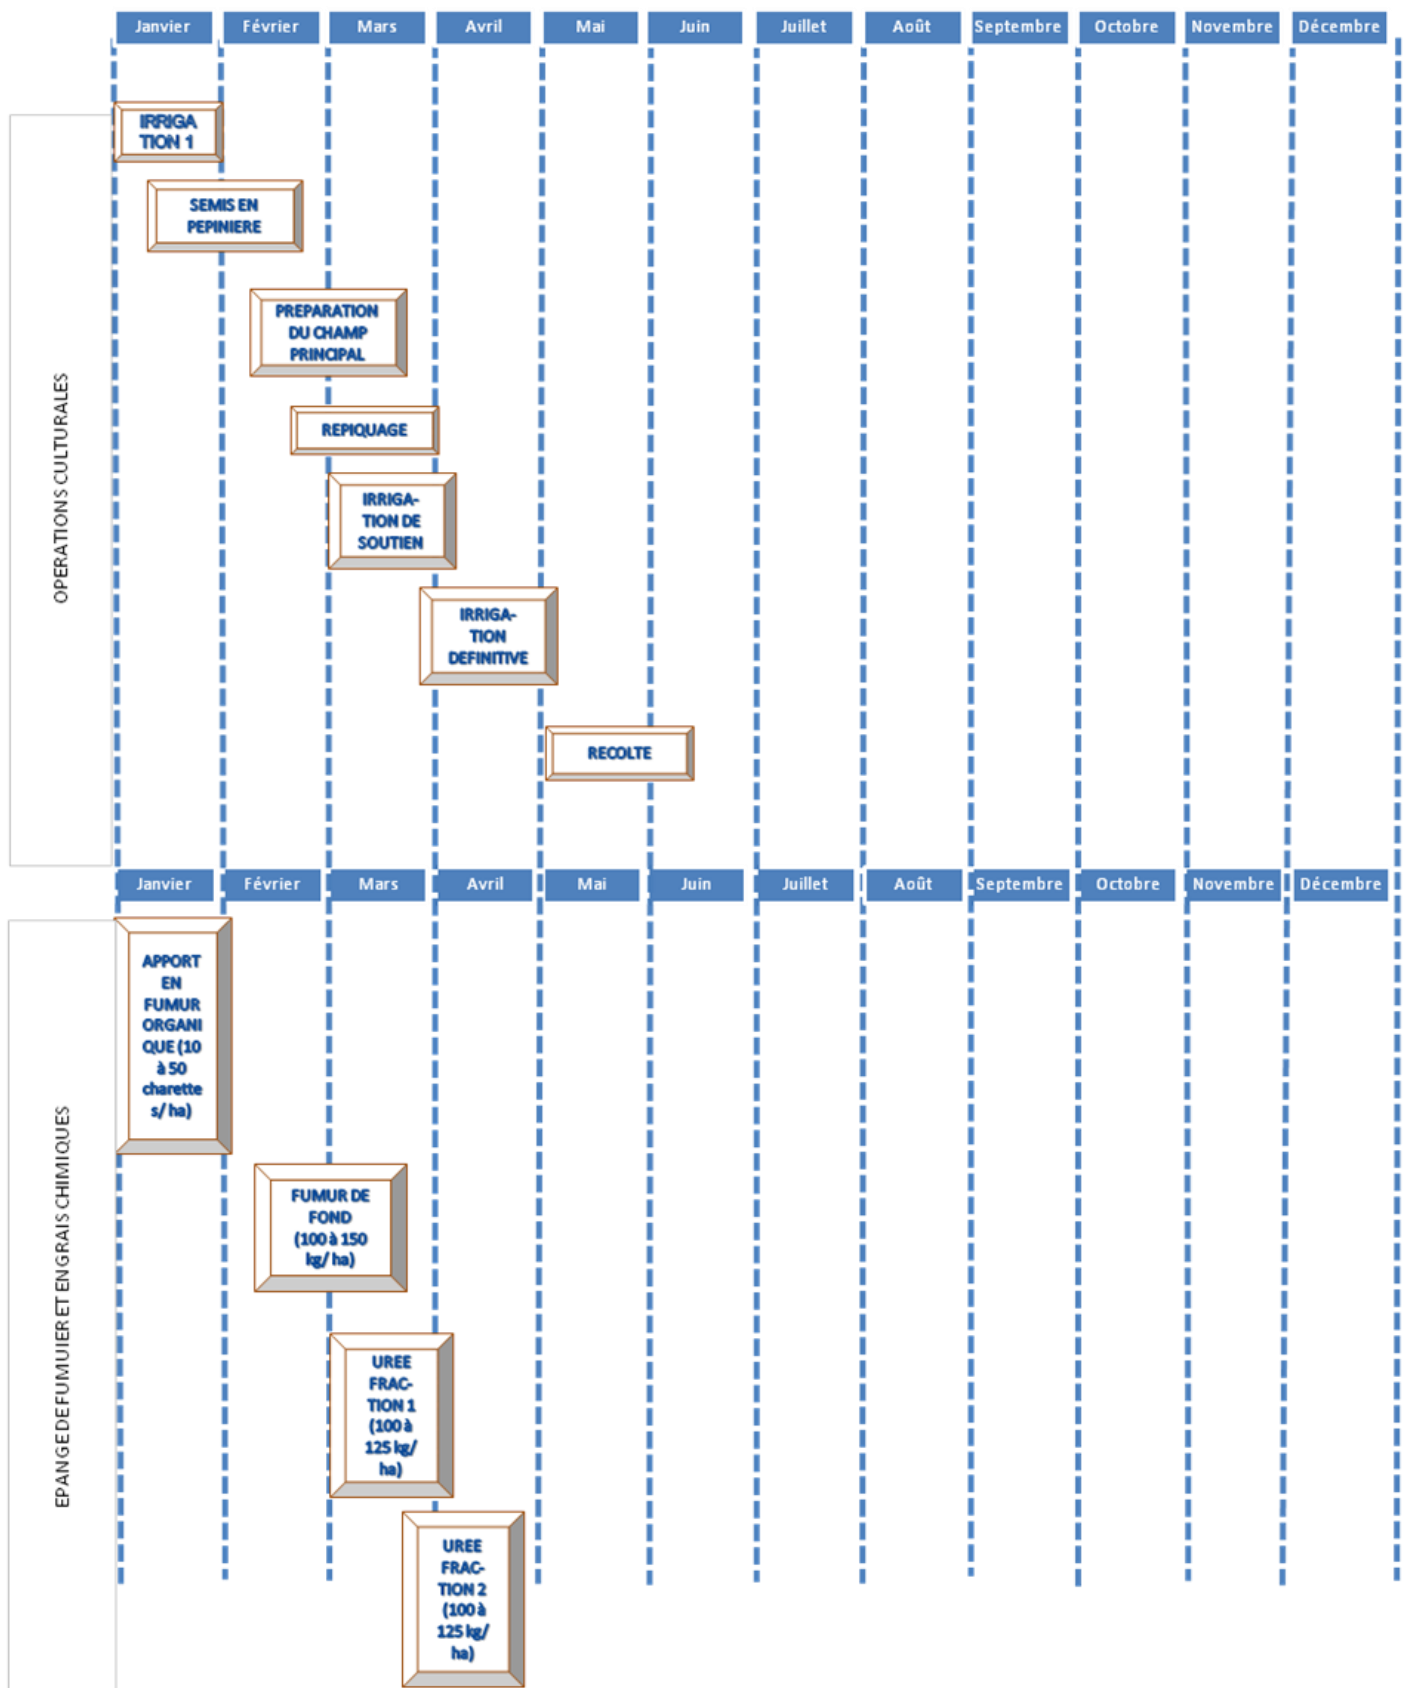 Janvier Février Mars Avril Mai Juin Juillet Août Septembre Octobre Novembre Décembre
OPERATIONS CULTURALES
IRRIGA
TION 1
SEMIS EN
PEPINIERE
PREPARATION
DU CHAMP
PRINCIPAL
REPIQUAGE
IRRIGA-
TION DE
SOUTIEN
IRRIGA-
TION
DEFINITIVE
RECOLTE
Janvier Février Mars Avril Mai Juin Juillet Août Septembre Octobre Novembre Décembre
EPANGE DE FUMUIER ET ENGRAIS CHIMIQUES
APPORT
EN
FUMUR
ORGANI
QUE (10
à 50
charette
s/ ha)
FUMUR DE
FOND
(100 à 150
kg/ ha)
UREE
FRAC-
TION 1
(100 à
125 kg/
ha)
UREE
FRAC-
TION 2
(100 à
125 kg/
ha)